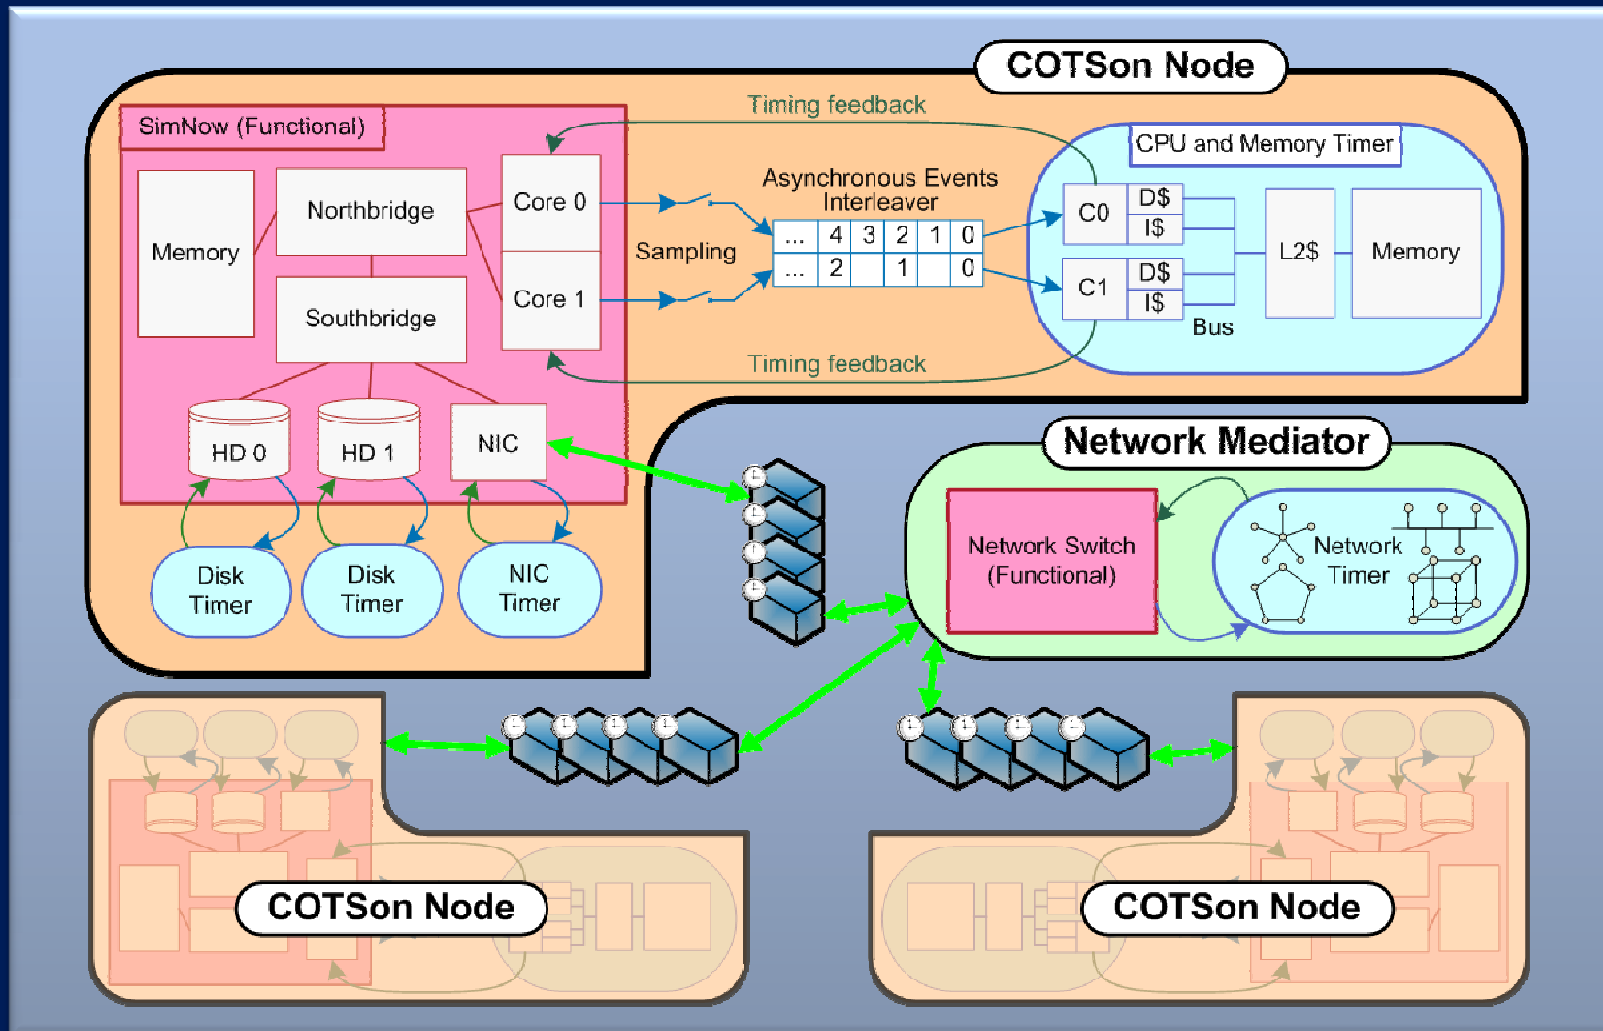 COTSon Node
Timing feedback
SimNow (Functional)
CPU and Memory Timer
Memory
Northbridge
Southbridge
Core 0
Core 1
Sampling
Asynchronous Events
Interleaver
... 4 3 2 1 0
... 2 1 0
C0
D$
I$
C1
D$
I$
Bus
L2$
Memory
Timing feedback
HD 0
HD 1
NIC
Disk
Timer
Disk
Timer
NIC
Timer
Network Mediator
Network Switch
(Functional)
Network
Timer
COTSon Node
COTSon Node